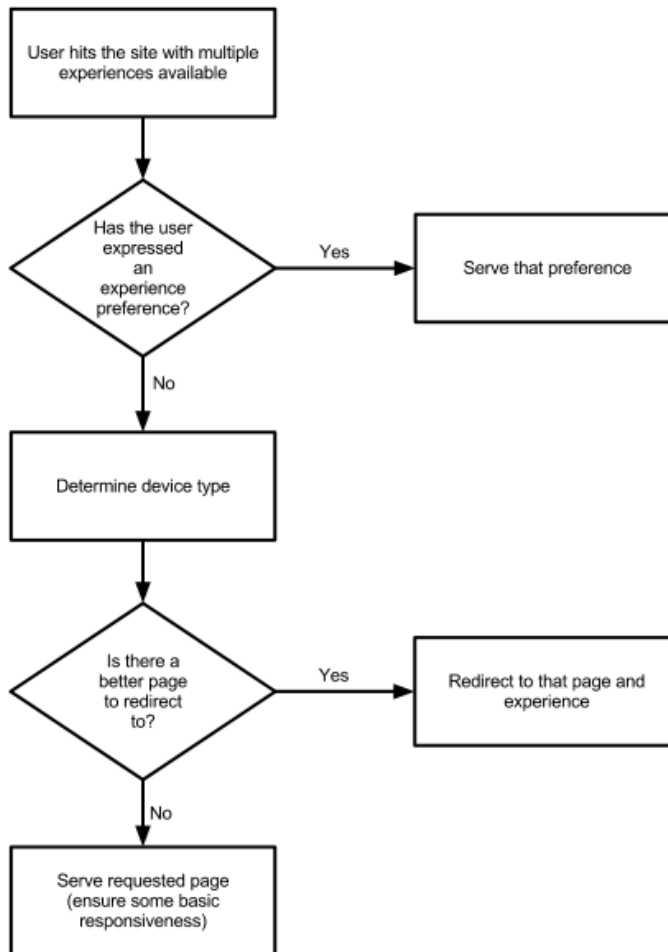 User hits the site with multiple
experiences available
Has the user
expressed
an
experience
preference?
Yes
Serve that preference
No
Determine device type
Is there a
better page
to redirect
to?
Yes
Redirect to that page and
experience
No
Serve requested page
(ensure some basic
responsiveness)